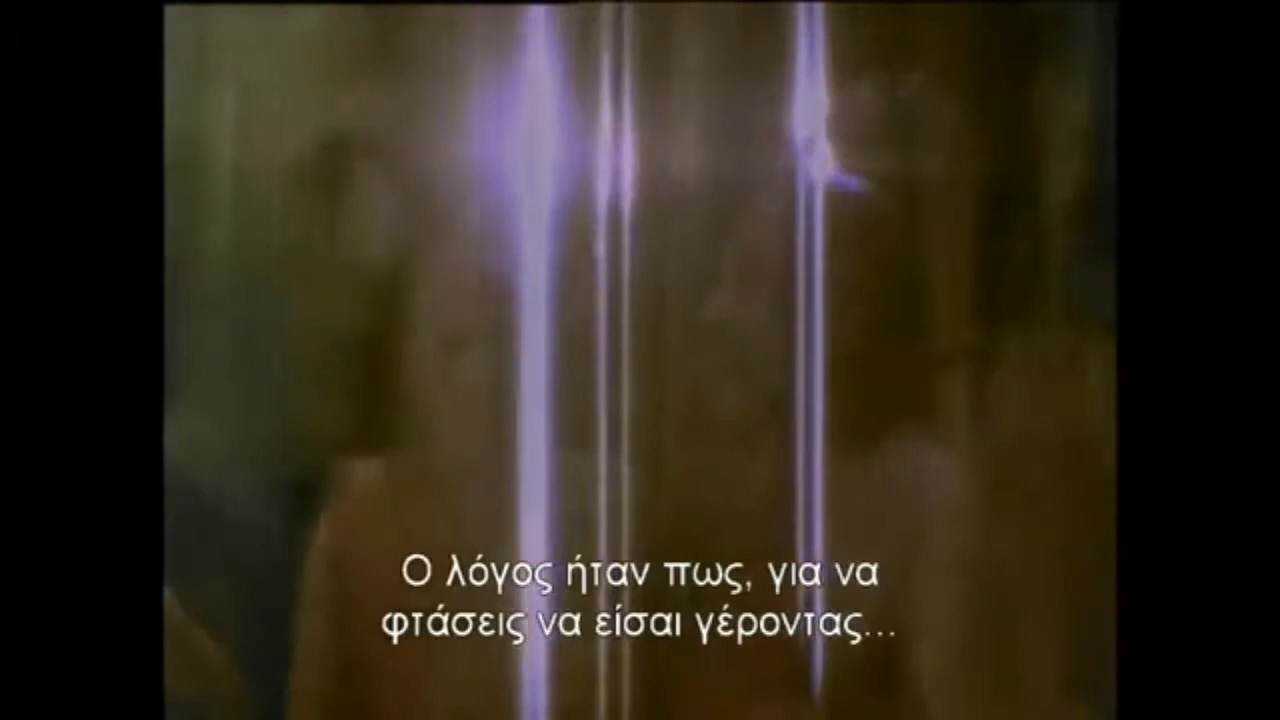 Ο λόγος ήταν πως, για να
φτάσεις να είσαι γέροντας...